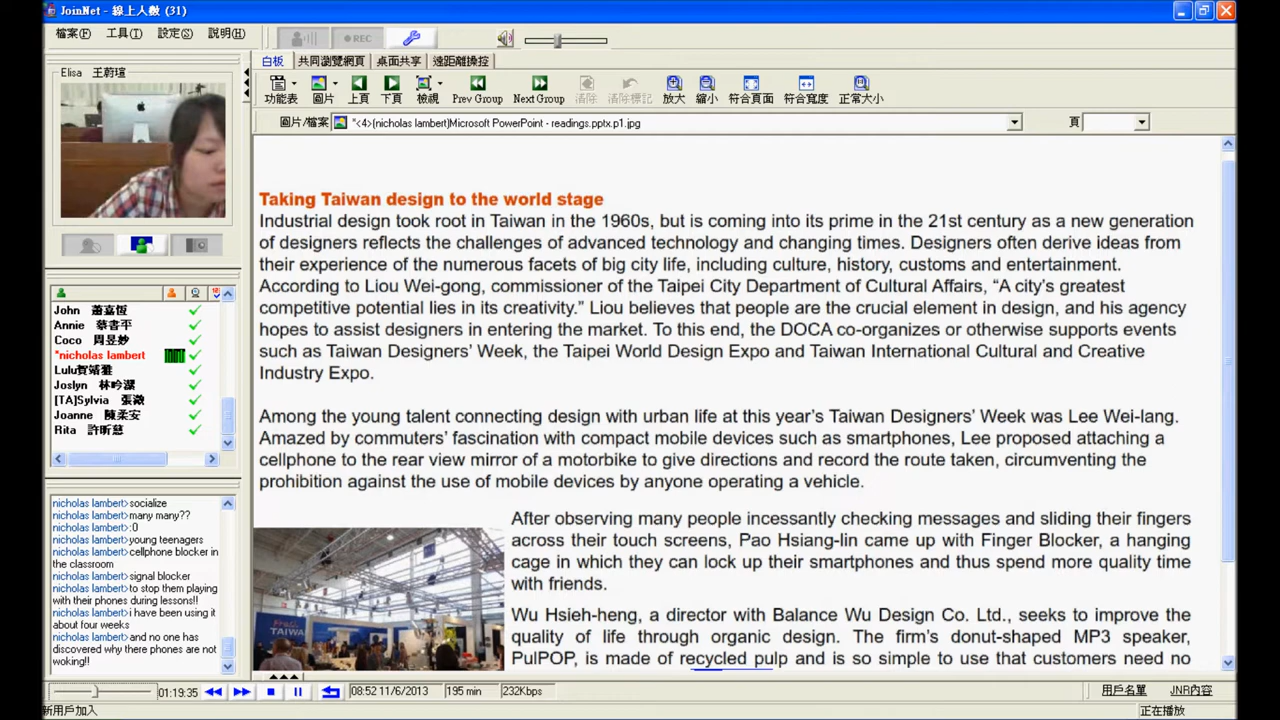 JoinNet - 線上人數 (31)
檔案(F) 工具(T) 設定(S) 說明(H)
REC
Elisa 王蔚瑄
白板 共同瀏覽網頁 桌面共享 遠距離操控
功能表 圖片 上頁 下頁 檢視 Prev Group Next Group 清除 清除標記 放大 縮小 符合頁面 符合寬度 正常大小
圖片/檔案 *<4>(nicholas lambert)Microsoft PowerPoint - readings.pptx.p1.jpg 頁
John 蕭嘉恆
Annie 蔡書平
Coco 周昱妙
*nicholas lambert
Lulu賀婧雅
Joslyn 林吟潔
[TA]Sylvia 張溦
Joanne 陳柔安
Rita 許昕慈
nicholas lambert>socialize
nicholas lambert>many many??
nicholas lambert>:0
nicholas lambert>young teenagers
nicholas lambert>cellphone blocker in
the classroom
nicholas lambert>signal blocker
nicholas lambert>to stop them playing
with their phones during lessons!!
nicholas lambert>i have been using it
about four weeks
nicholas lambert>and no one has
discovered why there phones are not
woking!!
Taking Taiwan design to the world stage
Industrial design took root in Taiwan in the 1960s, but is coming into its prime in the 21st century as a new generation
of designers reflects the challenges of advanced technology and changing times. Designers often derive ideas from
their experience of the numerous facets of big city life, including culture, history, customs and entertainment.
According to Liou Wei-gong, commissioner of the Taipei City Department of Cultural Affairs, “A city’s greatest
competitive potential lies in its creativity.” Liou believes that people are the crucial element in design, and his agency
hopes to assist designers in entering the market. To this end, the DOCA co-organizes or otherwise supports events
such as Taiwan Designers’ Week, the Taipei World Design Expo and Taiwan International Cultural and Creative
Industry Expo.
Among the young talent connecting design with urban life at this year’s Taiwan Designers’ Week was Lee Wei-lang.
Amazed by commuters’ fascination with compact mobile devices such as smartphones, Lee proposed attaching a
cellphone to the rear view mirror of a motorbike to give directions and record the route taken, circumventing the
prohibition against the use of mobile devices by anyone operating a vehicle.
After observing many people incessantly checking messages and sliding their fingers
across their touch screens, Pao Hsiang-lin came up with Finger Blocker, a hanging
cage in which they can lock up their smartphones and thus spend more quality time
with friends.
Wu Hsieh-heng, a director with Balance Wu Design Co. Ltd., seeks to improve the
quality of life through organic design. The firm’s donut-shaped MP3 speaker,
PulPOP, is made of recycled pulp and is so simple to use that customers need no
Fresh
TAIWA
01:19:35 08:52 11/6/2013 195 min 232Kbps 用戶名單 JNR內容
新用戶加入 正在播放